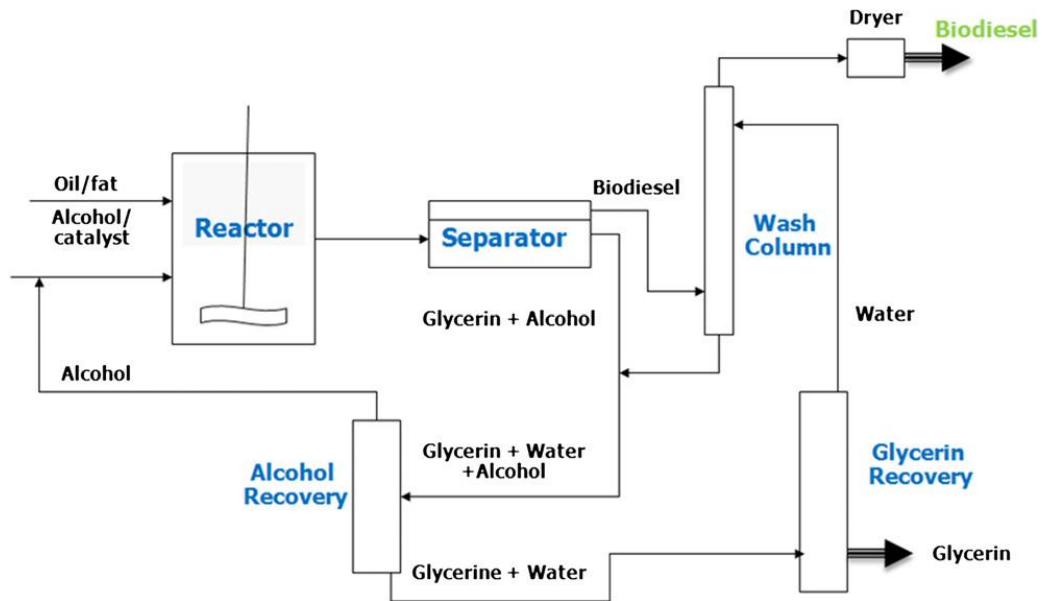 Dryer
Biodiesel
Oil/fat
Alcohol/
catalyst
Reactor
Biodiesel
Separator
Wash
Column
Glycerin + Alcohol
Water
Alcohol
Glycerin + Water
+Alcohol
Alcohol
Recovery
Glycerin
Recovery
Glycerine + Water
Glycerin